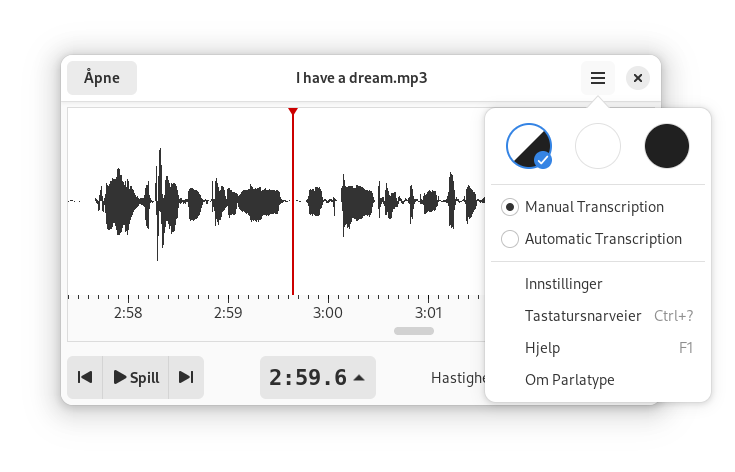 Åpne
I have a dream.mp3
Manual Transcription
Automatic Transcription
Innstillinger
Tastatursnarveier Ctrl+?
Hjelp F1
Om Parlatype
2:58 2:59 3:00 3:01
Spill
2:59.6